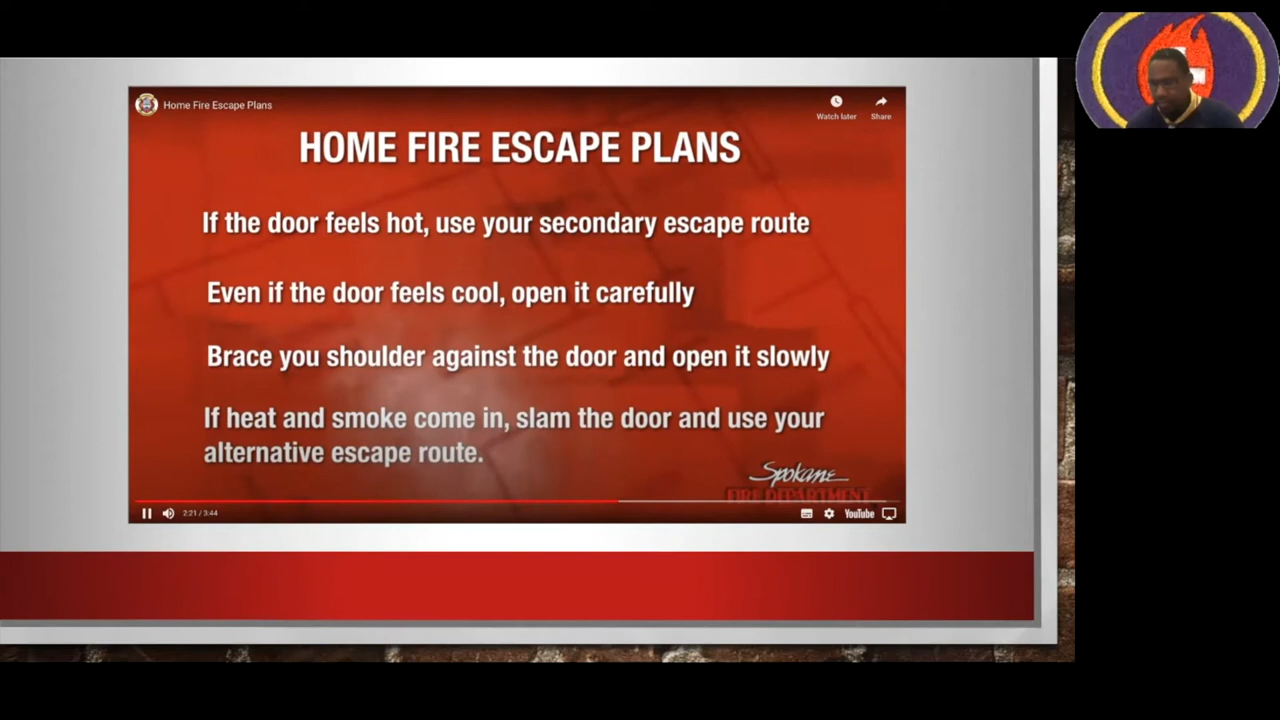 Home Fire Escape Plans
Watch later
Share
HOME FIRE ESCAPE PLANS
If the door feels hot, use your secondary escape route
Even if the door feels cool, open it carefully
Brace you shoulder against the door and open it slowly
If heat and smoke come in, slam the door and use your
alternative escape route.
Spokane
FIRE DEPARTMENT
2:21 / 3:44
YouTube